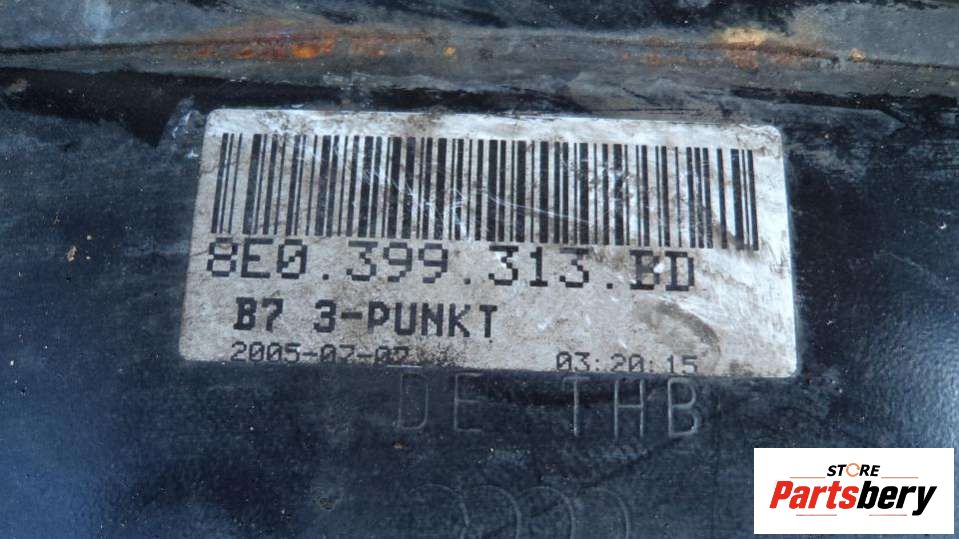 8E0.399.313.BD
B7 3-PUNKT
2005-07-07 03:20:15
DE THB
STORE
Partsbery